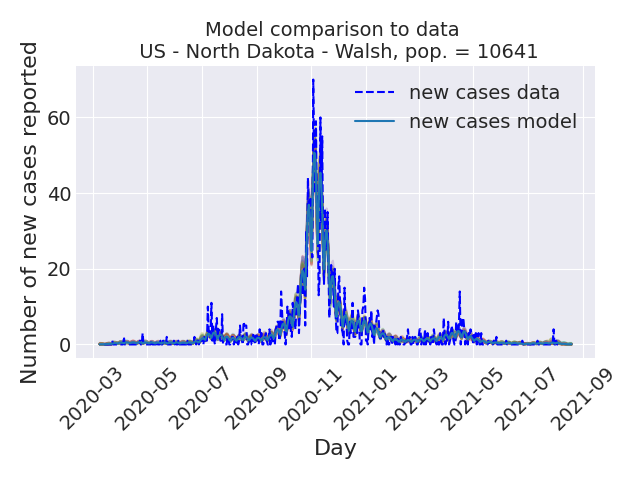 Model comparison to data
US - North Dakota - Walsh, pop. = 10641
Number of new cases reported
60
40
20
0
new cases data
new cases model
2020-03
2020-05
2020-07
2020-09
2020-11
2021-01
2021-03
2021-05
2021-07
2021-09
Day